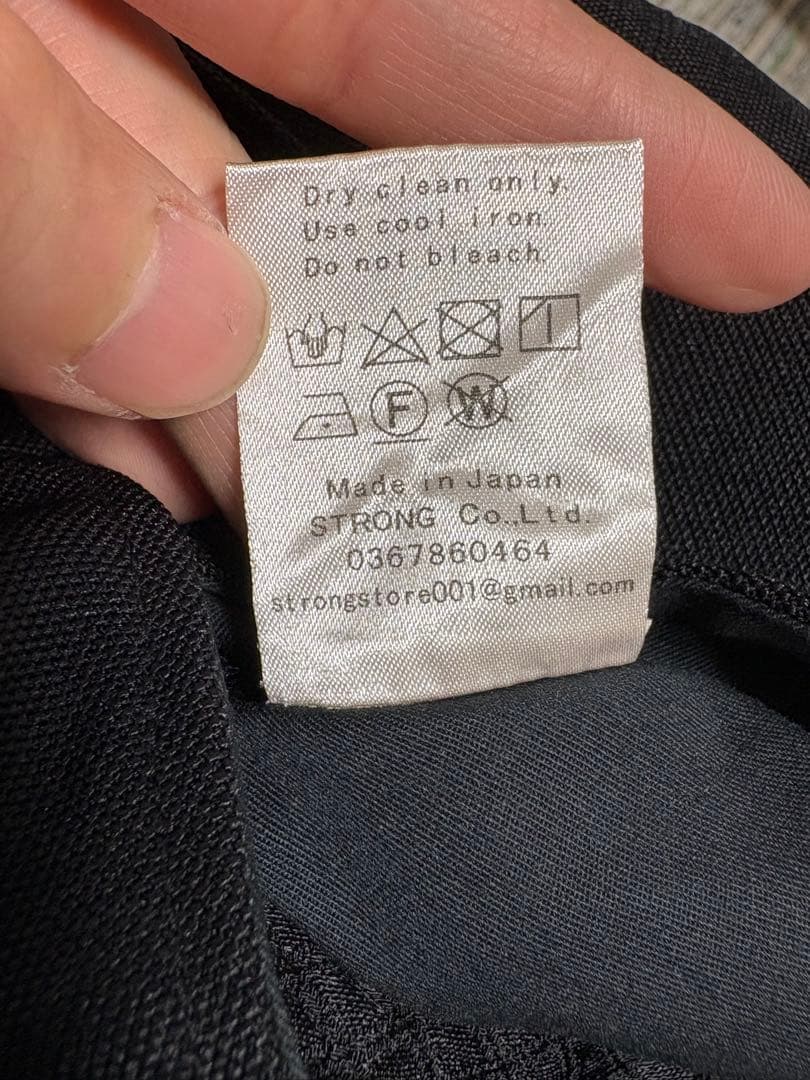 Dry clean only.
Use cool iron.
Do not bleach.
F W
Made in Japan
STRONG Co.,Ltd.
0367860464
strongstore001@gmail.com